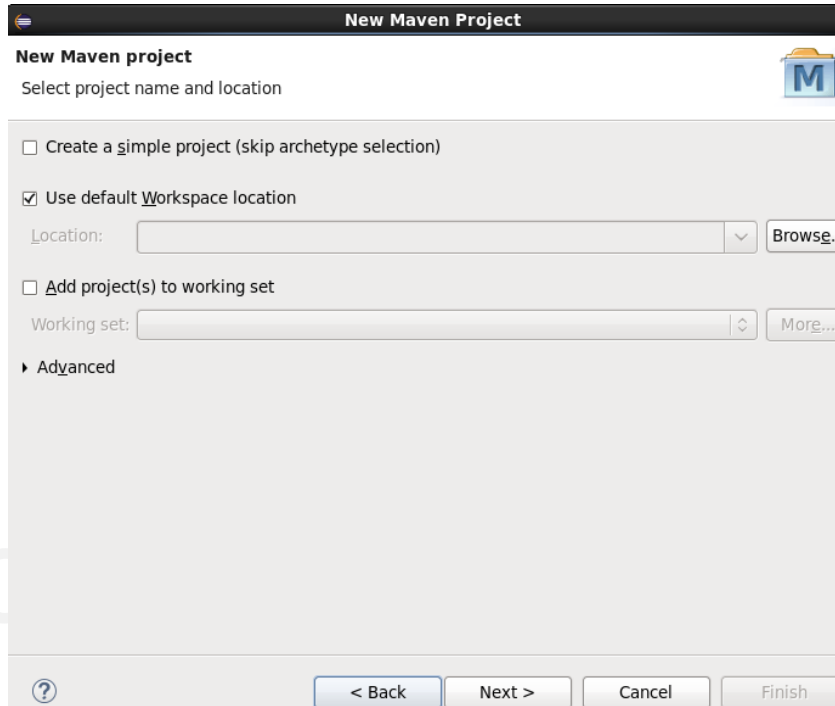 New Maven Project
New Maven project
Select project name and location
M
Create a simple project (skip archetype selection)
Use default Workspace location
Location: Browse.
Add project(s) to working set
Working set: More...
Advanced
? < Back Next > Cancel Finish